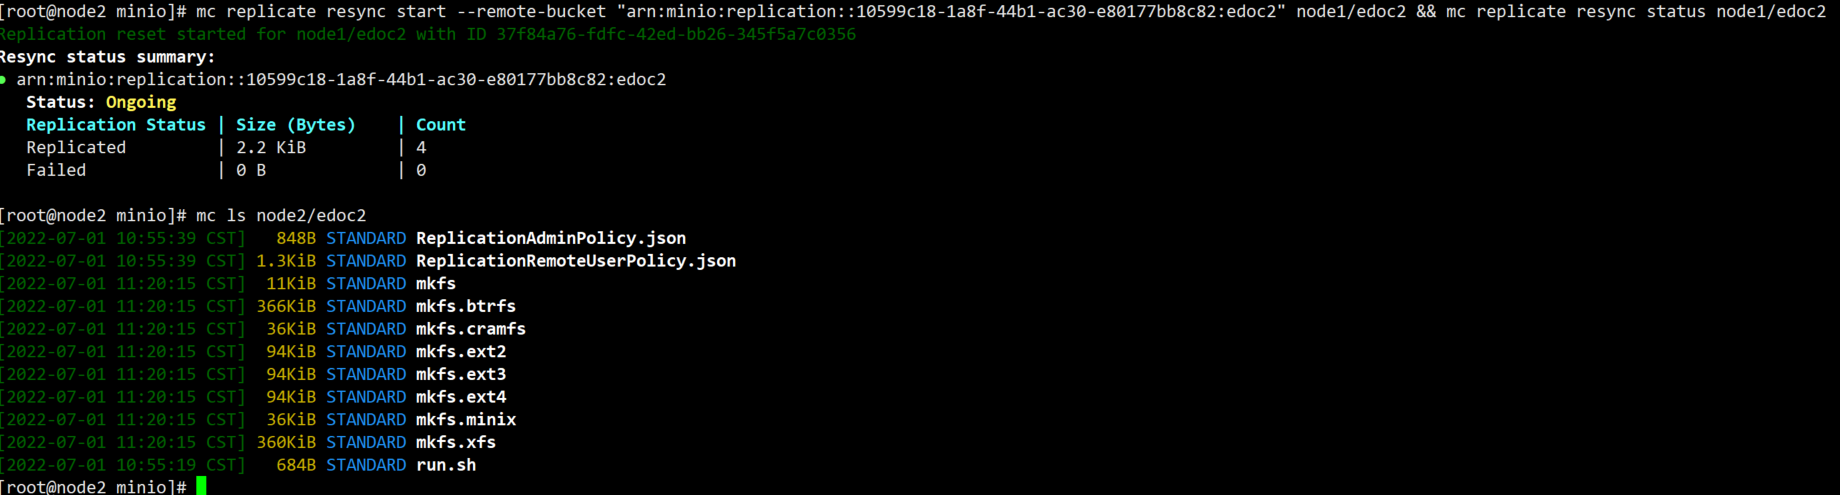 [root@node2 minio]# mc replicate resync start --remote-bucket "arn:minio:replication::10599c18-1a8f-44b1-ac30-e80177bb8c82:edoc2" node1/edoc2 && mc replicate resync status node1/edoc2
Replication reset started for node1/edoc2 with ID 37f84a76-fdfc-42ed-bb26-345f5a7c0356
Resync status summary:
● arn:minio:replication::10599c18-1a8f-44b1-ac30-e80177bb8c82:edoc2
Status: Ongoing
Replication Status | Size (Bytes) | Count
Replicated | 2.2 KiB | 4
Failed | 0 B | 0
[root@node2 minio]# mc ls node2/edoc2
[2022-07-01 10:55:39 CST] 848B STANDARD ReplicationAdminPolicy.json
[2022-07-01 10:55:39 CST] 1.3KiB STANDARD ReplicationRemoteUserPolicy.json
[2022-07-01 11:20:15 CST] 11KiB STANDARD mkfs
[2022-07-01 11:20:15 CST] 366KiB STANDARD mkfs.btrfs
[2022-07-01 11:20:15 CST] 36KiB STANDARD mkfs.cramfs
[2022-07-01 11:20:15 CST] 94KiB STANDARD mkfs.ext2
[2022-07-01 11:20:15 CST] 94KiB STANDARD mkfs.ext3
[2022-07-01 11:20:15 CST] 94KiB STANDARD mkfs.ext4
[2022-07-01 11:20:15 CST] 36KiB STANDARD mkfs.minix
[2022-07-01 11:20:15 CST] 360KiB STANDARD mkfs.xfs
[2022-07-01 10:55:19 CST] 684B STANDARD run.sh
[root@node2 minio]#